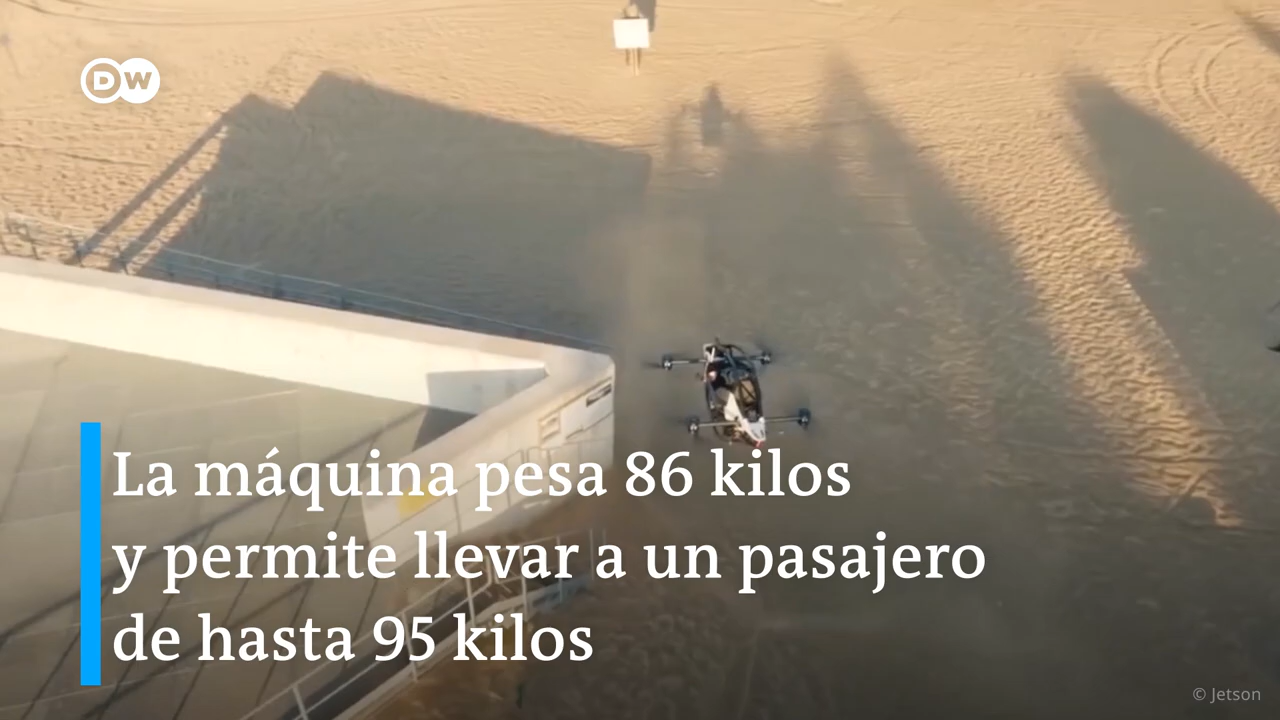 DW
La máquina pesa 86 kilos
y permite llevar a un pasajero
de hasta 95 kilos
© Jetson